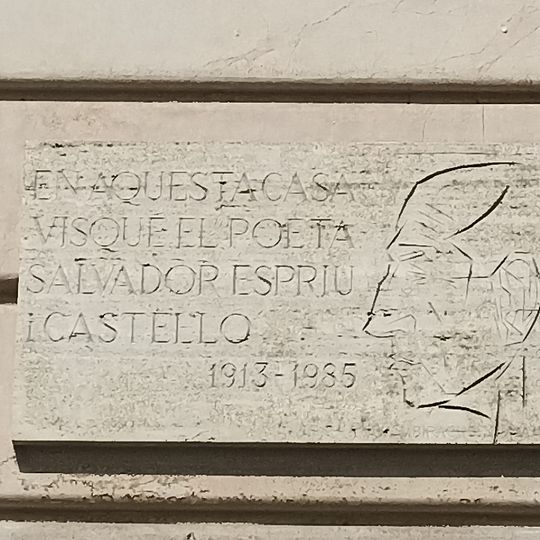 EN AQUESTA CASA
VISQUÉ EL POETA
SALVADOR ESPRIU
i CASTELLO
1913-1985